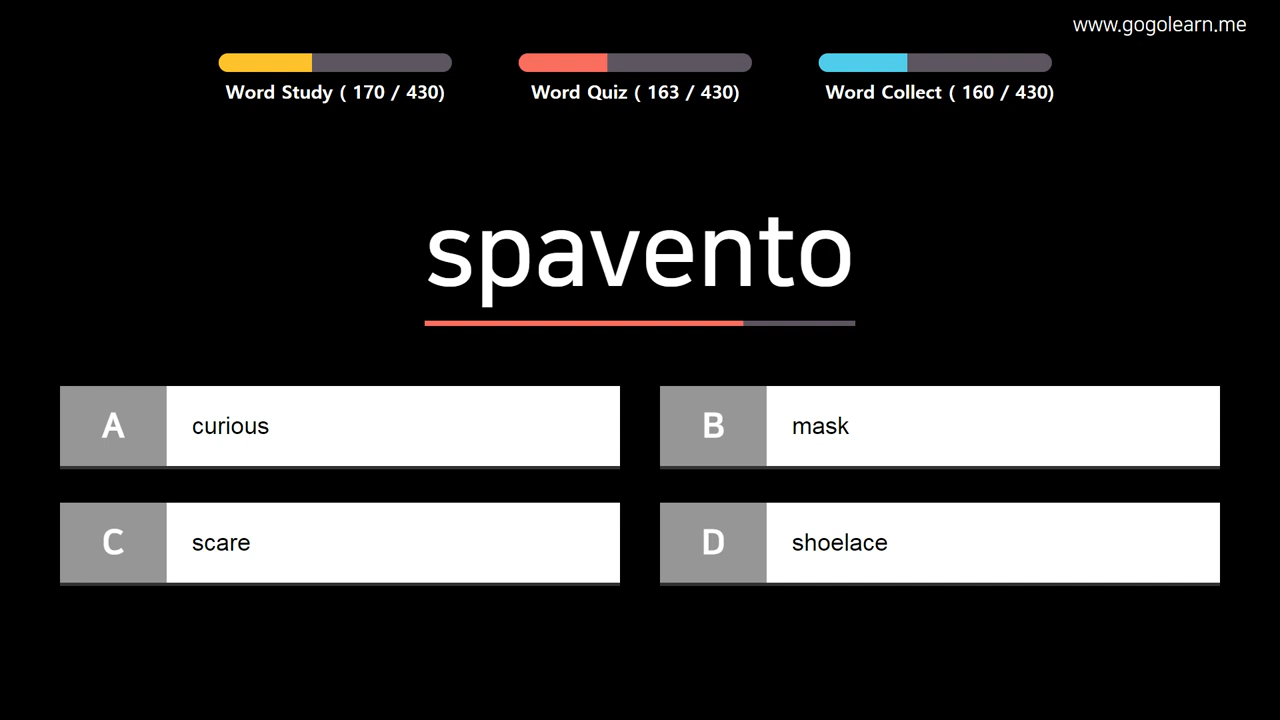 www.gogolearn.me
Word Study ( 170 / 430)
Word Quiz ( 163 / 430)
Word Collect ( 160 / 430)
spavento
A curious
B mask
C scare
D shoelace